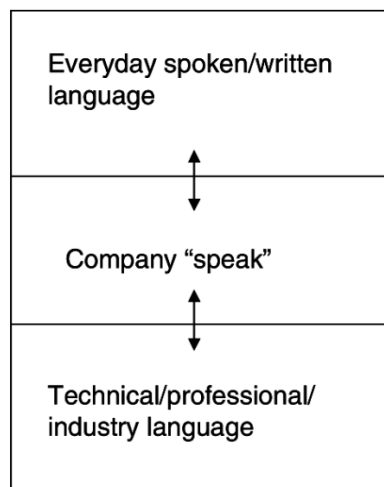 Everyday spoken/written
language
Company “speak”
Technical/professional/
industry language